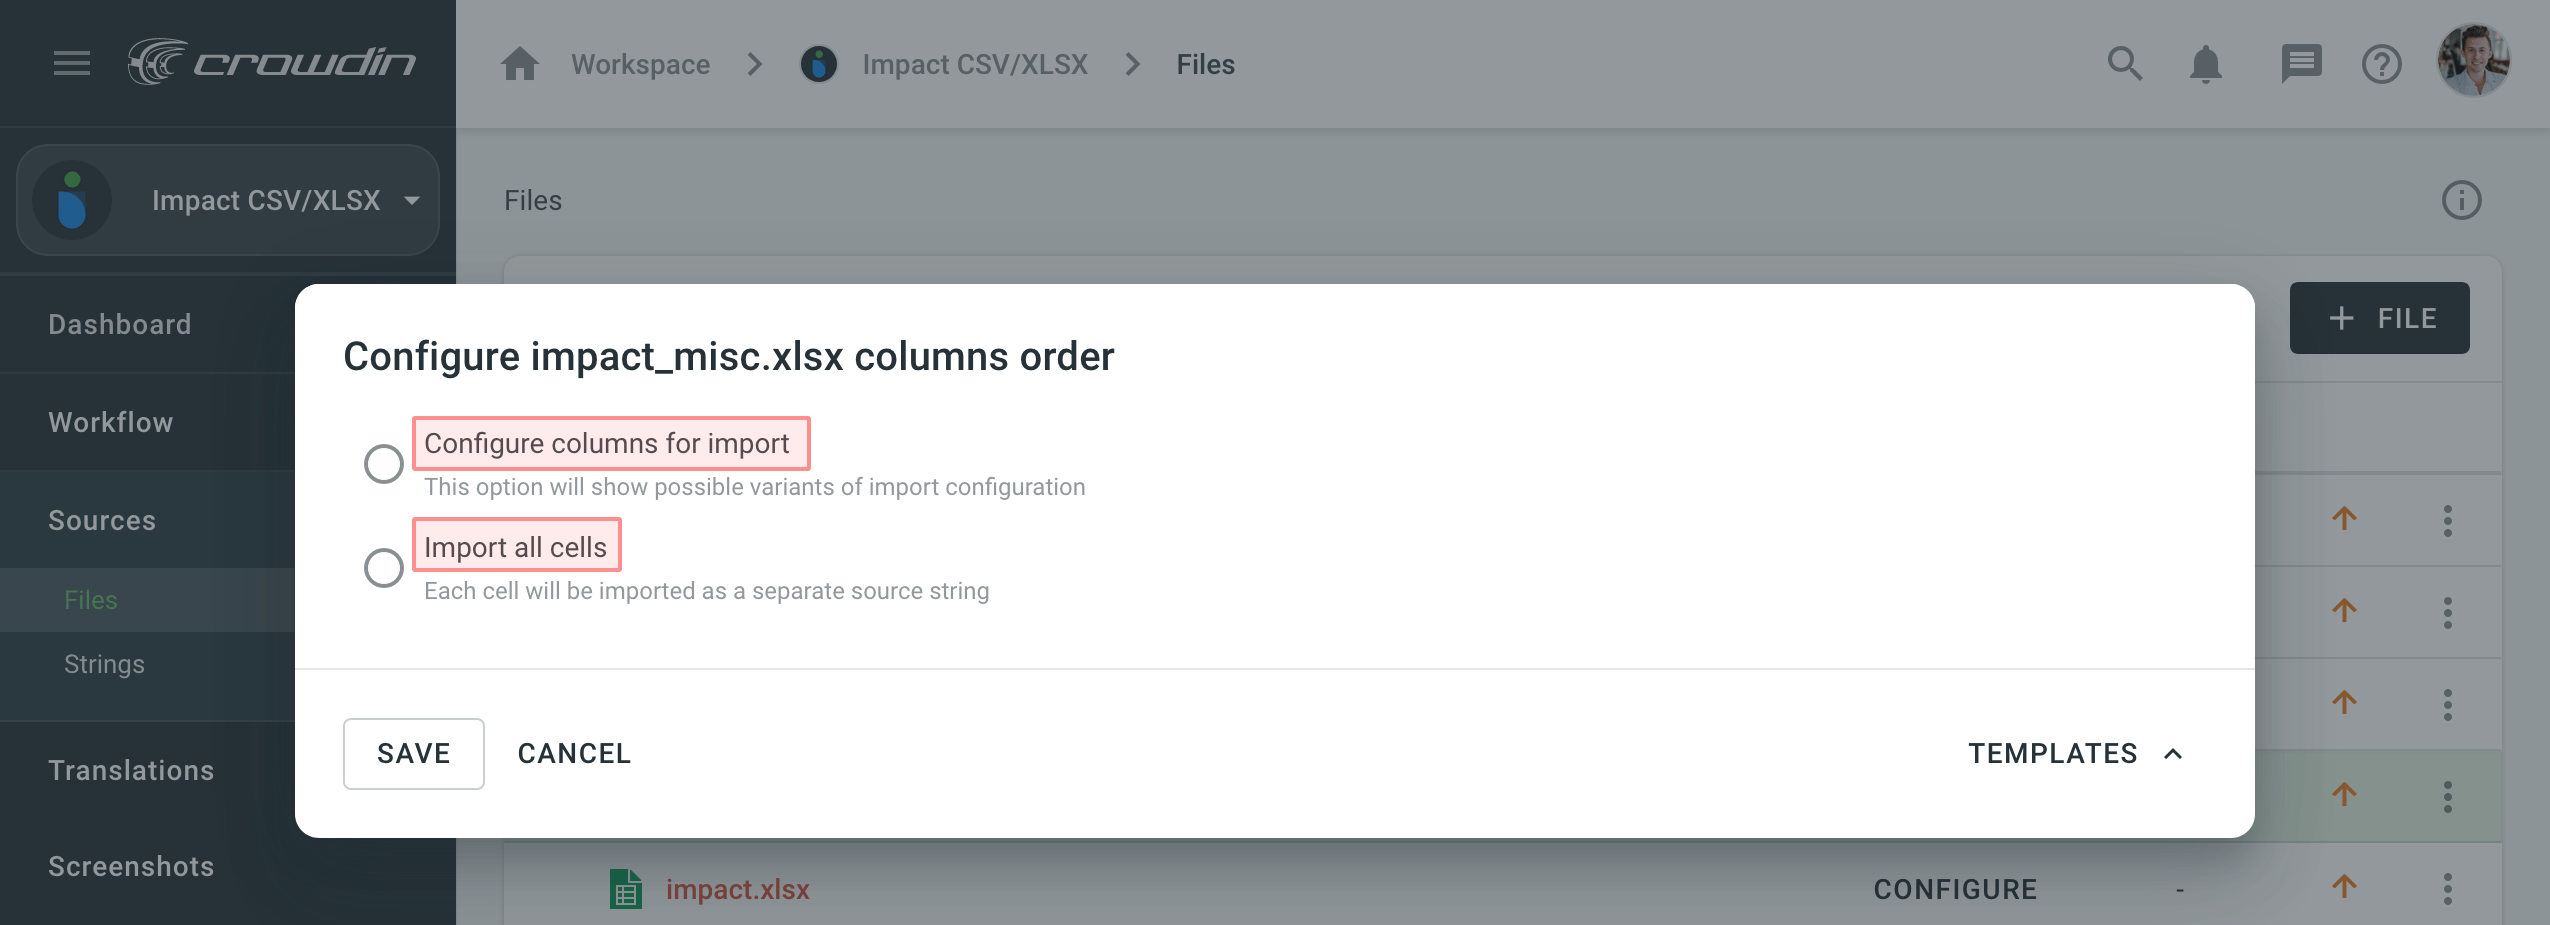 crowdin
Workspace
Impact CSV/XLSX
Files
Impact CSV/XLSX
Files
Dashboard
+ FILE
Configure impact_misc.xlsx columns order
Workflow
Configure columns for import
This option will show possible variants of import configuration
Sources
Import all cells
Each cell will be imported as a separate source string
Files
Strings
SAVE
CANCEL
TEMPLATES
Translations
Screenshots
impact.xlsx
CONFIGURE
-